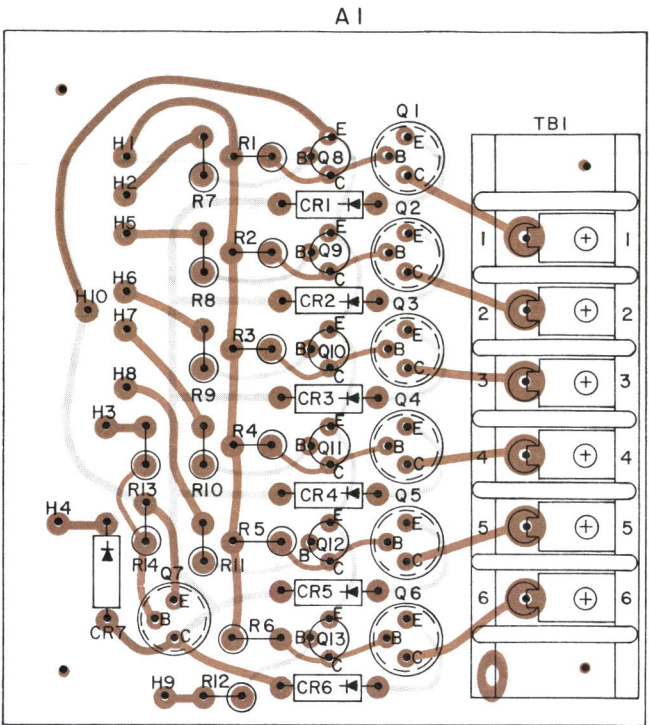 A1
Q1
TB1
E
E
H1
R1
B
Q8
B
C
C
H2
R7
CR1
Q2
1
1
H5
E
E
R2
B
Q9
B
C
C
H6
R8
CR2
Q3
H10
2
2
H7
E
E
R3
B
Q10
B
C
C
H8
R9
CR3
Q4
3
3
H3
E
E
R4
B
Q11
B
C
C
4
4
R13
R10
CR4
Q5
H4
E
E
R5
B
Q12
B
C
C
5
5
R14
Q7
R11
CR5
Q6
E
B
C
CR7
6
6
E
E
R6
B
Q13
B
C
C
H9
R12
CR6